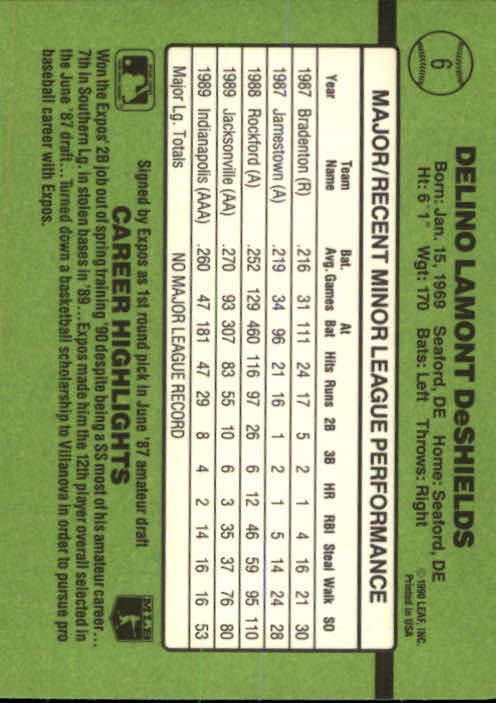 6
DELINO LAMONT DeSHIELDS
Born: Jan. 15, 1969 Seaford, DE Home: Seaford, DE
Ht: 6' 1" Wgt: 170 Bats: Left Throws: Right
©1990 LEAF, INC.
Printed in USA
MAJOR/RECENT MINOR LEAGUE PERFORMANCE
Year Team Name Bat. Avg. Games At Bat Hits Runs 2B 3B HR RBI Steal Walk SO
1987 Bradenton (R) .216 31 111 24 17 5 2 1 4 16 21 30
1987 Jamestown (A) .219 34 96 21 16 1 2 1 5 14 24 28
1988 Rockford (A) .252 129 460 116 97 26 6 12 46 59 95 110
1989 Jacksonville (AA) .270 93 307 83 55 10 6 3 35 37 76 80
1989 Indianapolis (AAA) .260 47 181 47 29 8 4 2 14 16 16 53
Major Lg. Totals NO MAJOR LEAGUE RECORD
Signed by Expos as 1st round pick in June '87 amateur draft
CAREER HIGHLIGHTS
Won the Expos' 2B job out of spring training '90 despite being a SS most of his amateur career...
7th in Southern Lg. in stolen bases in '89... Expos made him the 12th player overall selected in
the June '87 draft... Turned down a basketball scholarship to Villanova in order to pursue pro
baseball career with Expos.